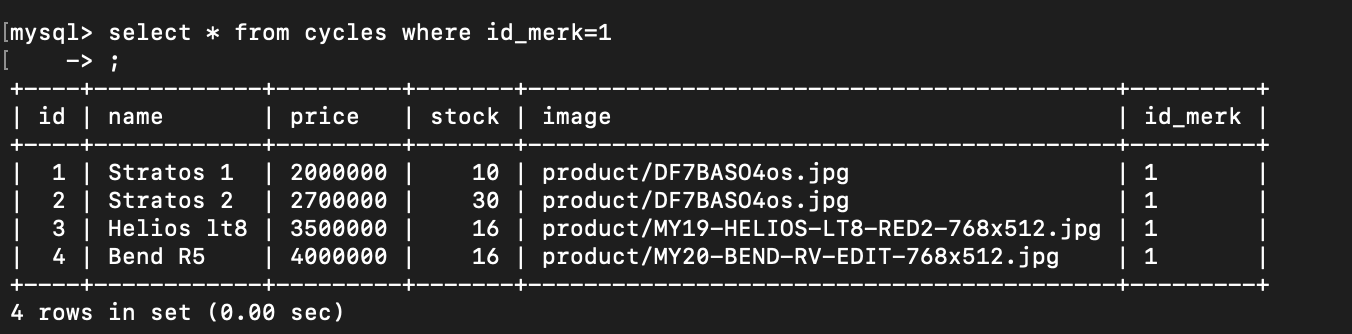 [mysql> select * from cycles where id_merk=1
[    -> ;
+----+------------+---------+-------+------------------------------------------+---------+
| id | name       | price   | stock | image                                    | id_merk |
+----+------------+---------+-------+------------------------------------------+---------+
|  1 | Stratos 1  | 2000000 |    10 | product/DF7BASO4os.jpg                   | 1       |
|  2 | Stratos 2  | 2700000 |    30 | product/DF7BASO4os.jpg                   | 1       |
|  3 | Helios lt8 | 3500000 |    16 | product/MY19-HELIOS-LT8-RED2-768x512.jpg | 1       |
|  4 | Bend R5    | 4000000 |    16 | product/MY20-BEND-RV-EDIT-768x512.jpg    | 1       |
+----+------------+---------+-------+------------------------------------------+---------+
4 rows in set (0.00 sec)